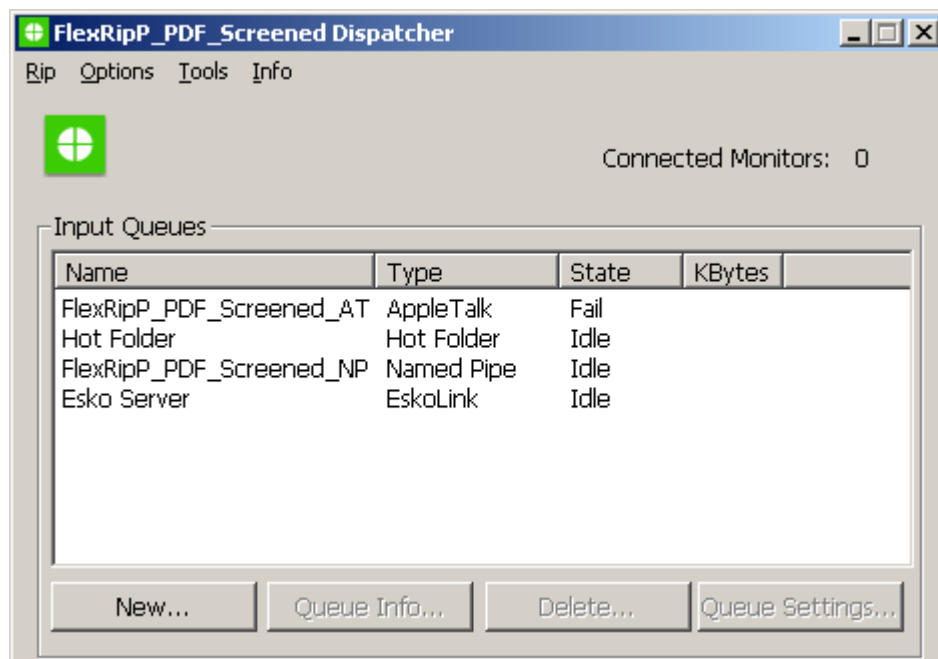 FlexRipP_PDF_Screened Dispatcher
Rip Options Tools Info
Connected Monitors: 0
Input Queues
Name Type State KBytes
FlexRipP_PDF_Screened_AT AppleTalk Fail
Hot Folder Hot Folder Idle
FlexRipP_PDF_Screened_NP Named Pipe Idle
Esko Server EskoLink Idle
New... Queue Info... Delete... Queue Settings...